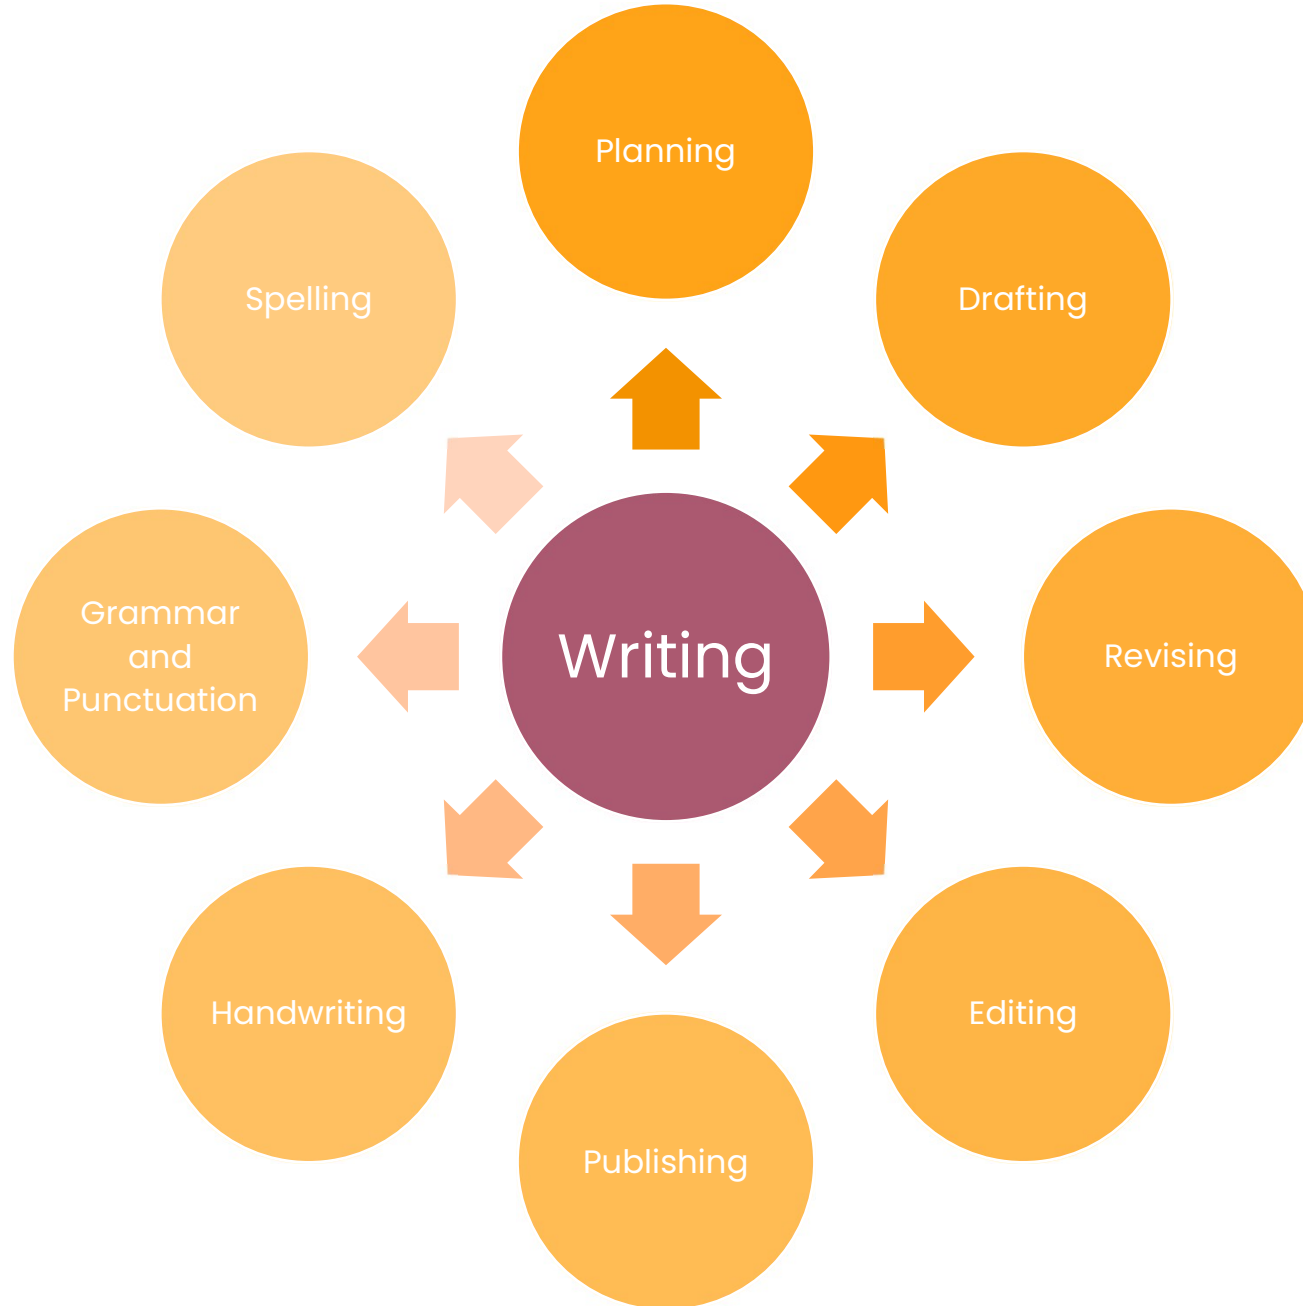 Planning
Drafting
Revising
Editing
Publishing
Handwriting
Grammar
and
Punctuation
Spelling
Writing